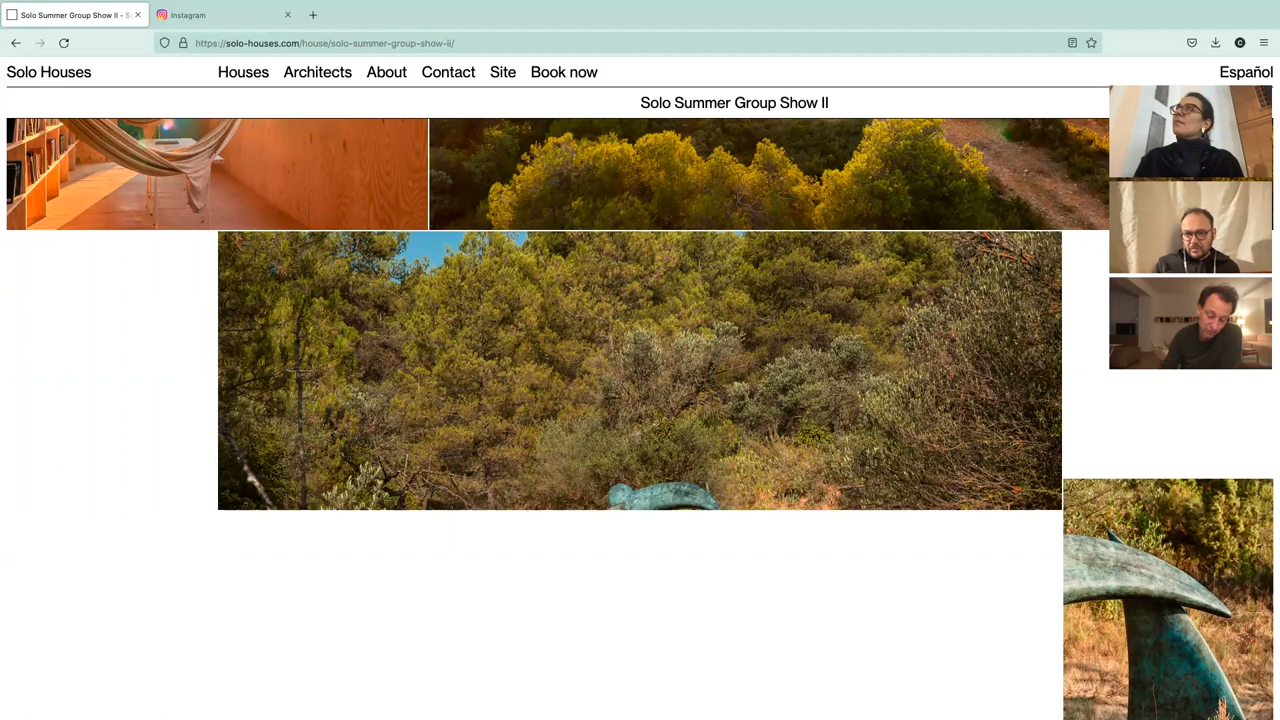 Solo Summer Group Show II - S
Instagram
https://solo-houses.com/house/solo-summer-group-show-ii/
Solo Houses Houses Architects About Contact Site Book now Español
Solo Summer Group Show II